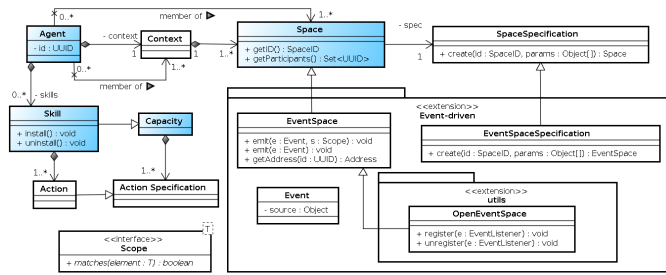 0..*
member of
1..*
Agent
- id : UUID
- context
1
Context
1
1..*
Space
+ getID() : SpaceID
+ getParticipants() : Set<UUID>
- spec
1
SpaceSpecification
+ create(id : SpaceID, params : Object[]) : Space
0..*
member of
1..*
0..*
- skills
Skill
+ install() : void
+ uninstall() : void
Capacity
1..*
1..*
Action
Action Specification
<<extension>>
Event-driven
EventSpace
+ emit(e : Event, s : Scope) : void
+ emit(e : Event) : void
+ getAddress(id : UUID) : Address
EventSpaceSpecification
+ create(id : SpaceID, params : Object[]) : EventSpace
Event
- source : Object
<<extension>>
utils
OpenEventSpace
+ register(e : EventListener) : void
+ unregister(e : EventListener) : void
T
<<interface>>
Scope
+ matches(element : T) : boolean